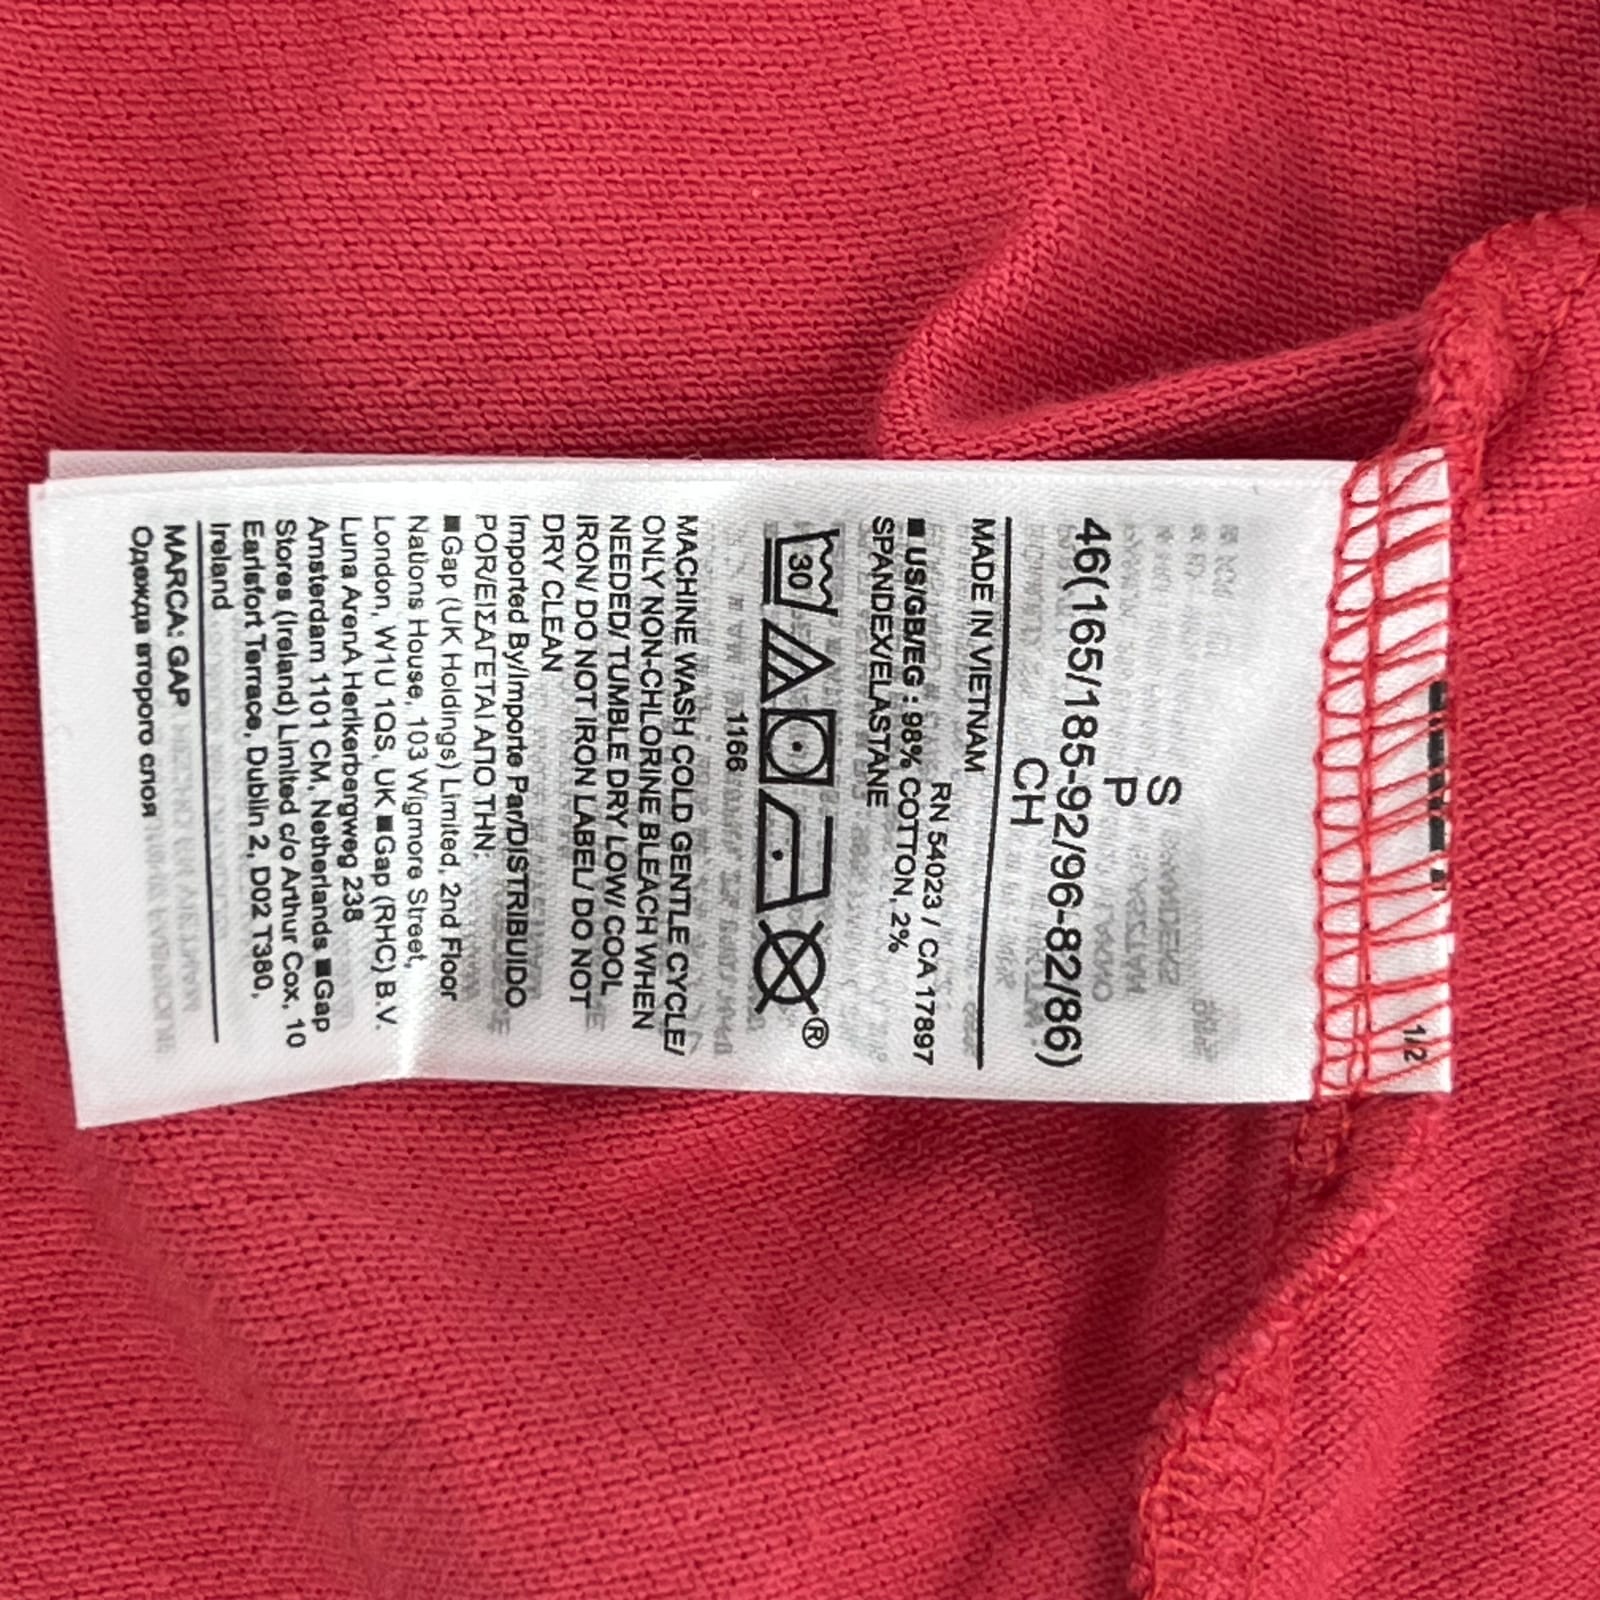 1/2
S
P
46(165/185-92/96-82/86)
CH
MADE IN VIETNAM
RN 54023 / CA 17897
■ US/GB/EG : 98% COTTON, 2%
SPANDEX/ELASTANE
30
®
1166
MACHINE WASH COLD GENTLE CYCLE/
ONLY NON-CHLORINE BLEACH WHEN
NEEDED/ TUMBLE DRY LOW/ COOL
IRON/ DO NOT IRON LABEL/ DO NOT
DRY CLEAN
Imported By/Importe Par/DISTRIBUIDO
POR/ΕΙΣΑΓΕΤΑΙ ΑΠΟ ΤΗΝ:
■Gap (UK Holdings) Limited, 2nd Floor
Nations House, 103 Wigmore Street,
London, W1U 1QS, UK ■Gap (RHC) B.V.
Luna ArenA Herikerbergweg 238
Amsterdam 1101 CM, Netherlands ■Gap
Stores (Ireland) Limited c/o Arthur Cox, 10
Earlsfort Terrace, Dublin 2, D02 T380,
Ireland
MARCA: GAP
Одежда второго слоя